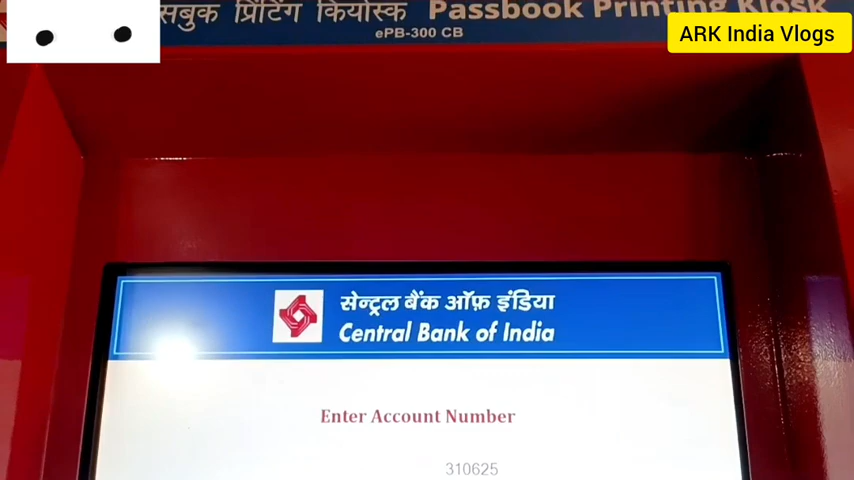 सबुक प्रिंटिंग कियोस्क Passbook Printing Kiosk
ePB-300 CB
ARK India Vlogs
सेन्ट्रल बैंक ऑफ़ इंडिया
Central Bank of India
Enter Account Number
310625